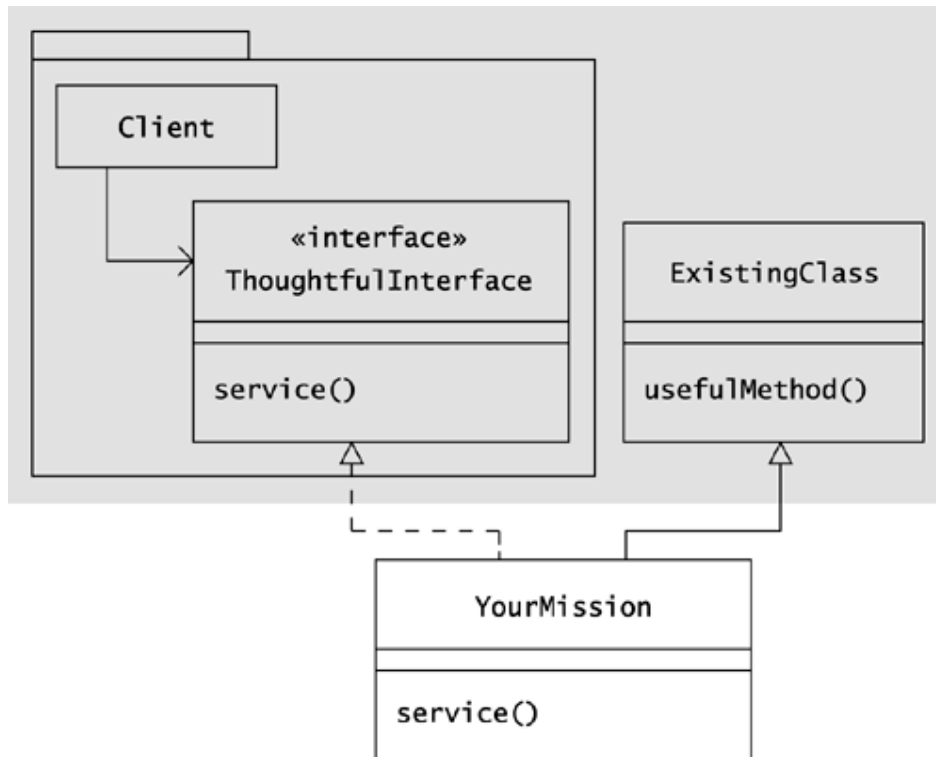 Client
«interface»
ThoughtfulInterface
service()
ExistingClass
usefulMethod()
YourMission
service()